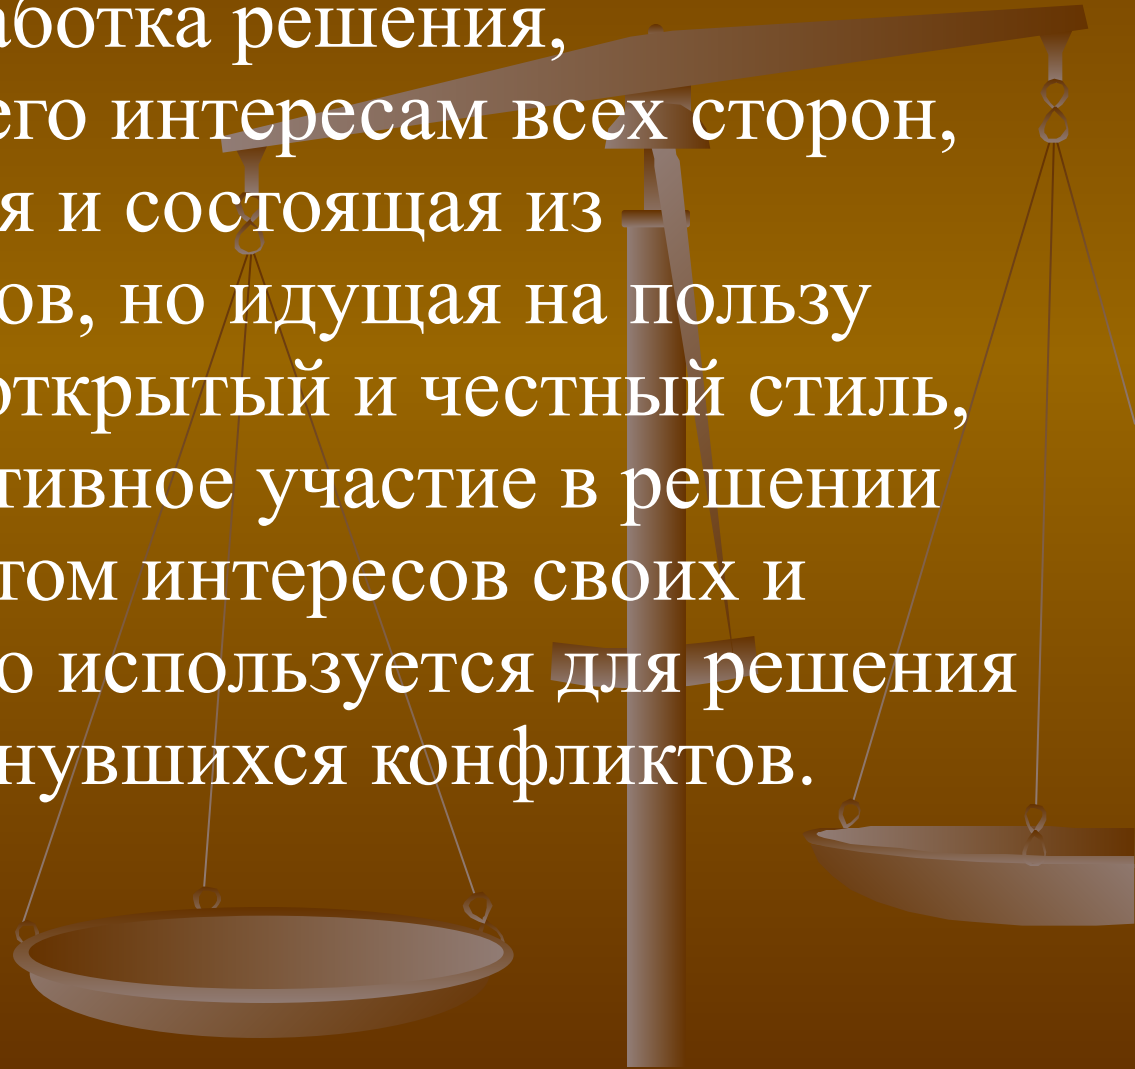 аботка решения,
его интересам всех сторон,
я и состоящая из
ов, но идущая на пользу
открытый и честный стиль,
тивное участие в решении
том интересов своих и
о используется для решения
нувшихся конфликтов.